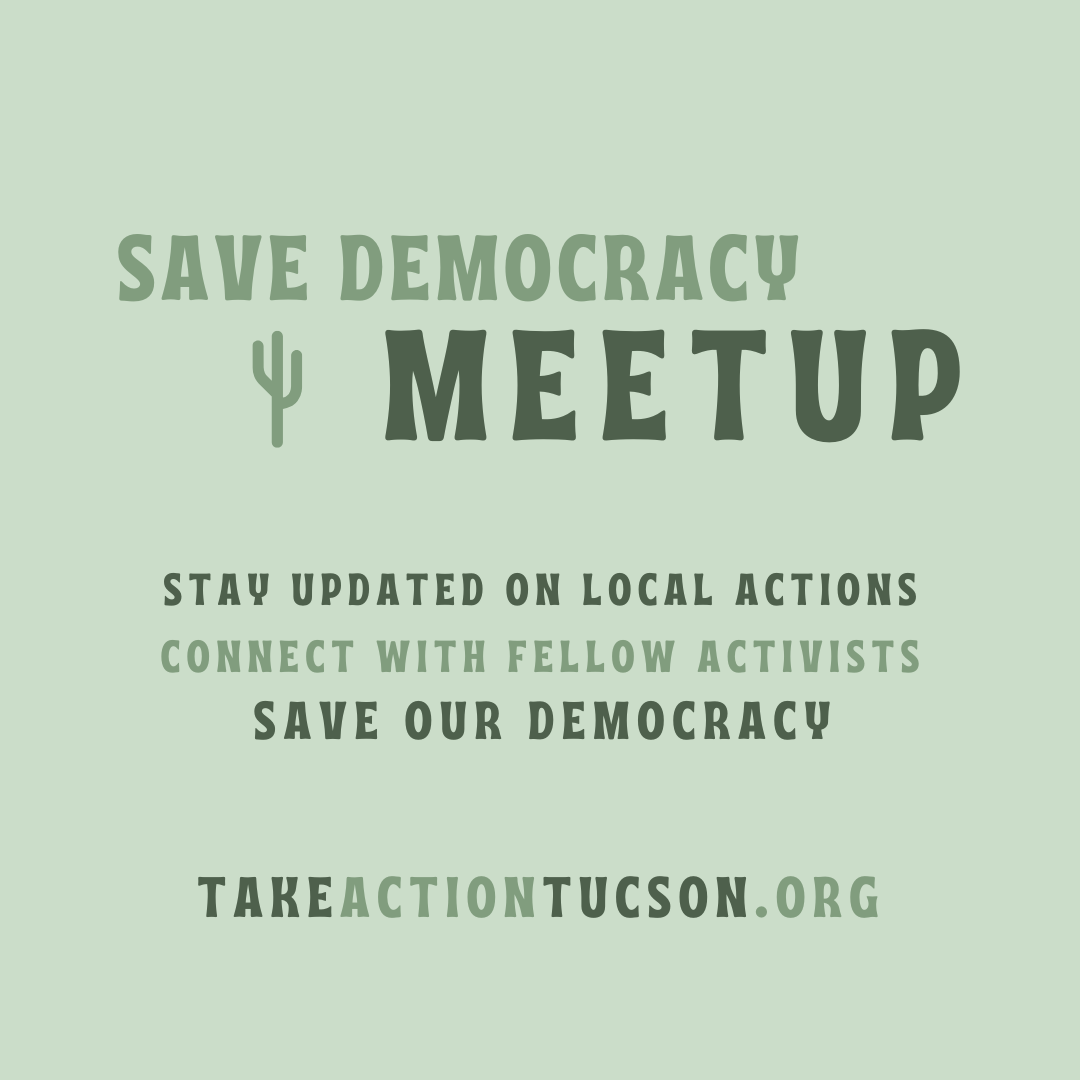 SAVE DEMOCRACY
MEETUP
STAY UPDATED ON LOCAL ACTIONS
CONNECT WITH FELLOW ACTIVISTS
SAVE OUR DEMOCRACY
TAKEACTIONTUCSON.ORG